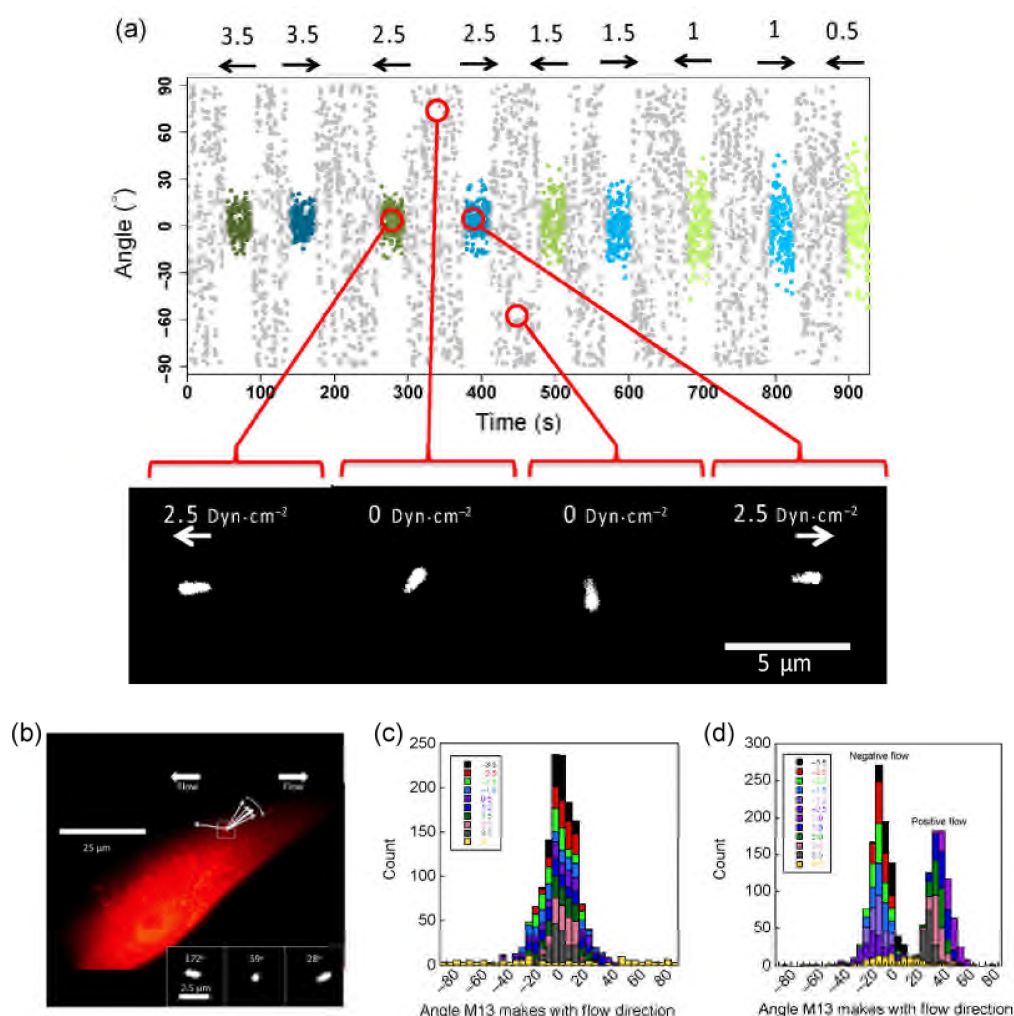 (a)
3.5 3.5 2.5 2.5 1.5 1.5 1 1 0.5
Angle (°)
90
60
30
0
−30
−60
−90
0 100 200 300 400 500 600 700 800 900
Time (s)
2.5 Dyn·cm⁻² 0 Dyn·cm⁻² 0 Dyn·cm⁻² 2.5 Dyn·cm⁻²
5 µm
(b)
Flow Flow
25 µm
172° 59° 28°
2.5 µm
(c)
250
200
150
100
50
0
Count
−80 −60 −40 −20 0 20 40 60 80
Angle M13 makes with flow direction
(d)
300
250
200
150
100
50
0
Count
Negative flow
Positive flow
−80 −60 −40 −20 0 20 40 60 80
Angle M13 makes with flow direction